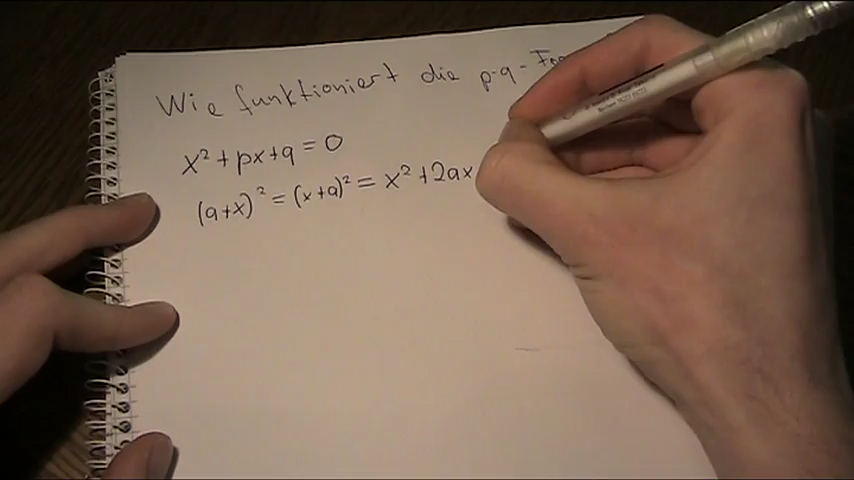 Wie funktioniert die p-q-
x² + px + q = 0
(a+x)² = (x+a)² = x² + 2ax